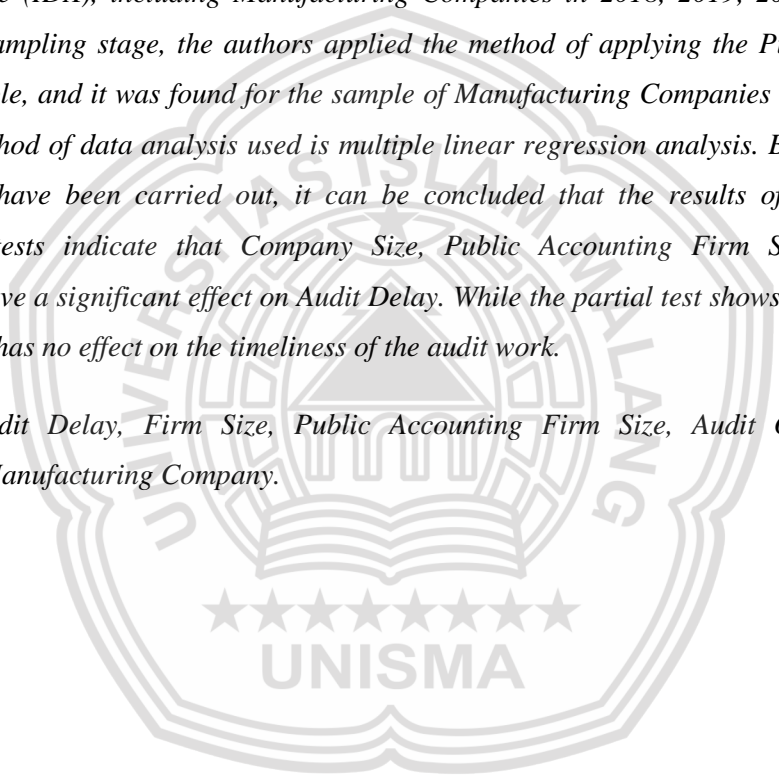 (IDX), including Manufacturing Companies in 2018, 2019,
ampling stage, the authors applied the method of applying the
le, and it was found for the sample of Manufacturing Companies
hod of data analysis used is multiple linear regression analysis.
have been carried out, it can be concluded that the results of
tests indicate that Company Size, Public Accounting Firm S
ve a significant effect on Audit Delay. While the partial test shows
has no effect on the timeliness of the audit work.
dit Delay, Firm Size, Public Accounting Firm Size, Audit
Manufacturing Company.
UNIVERSITAS ISLAM MALANG
UNISMA